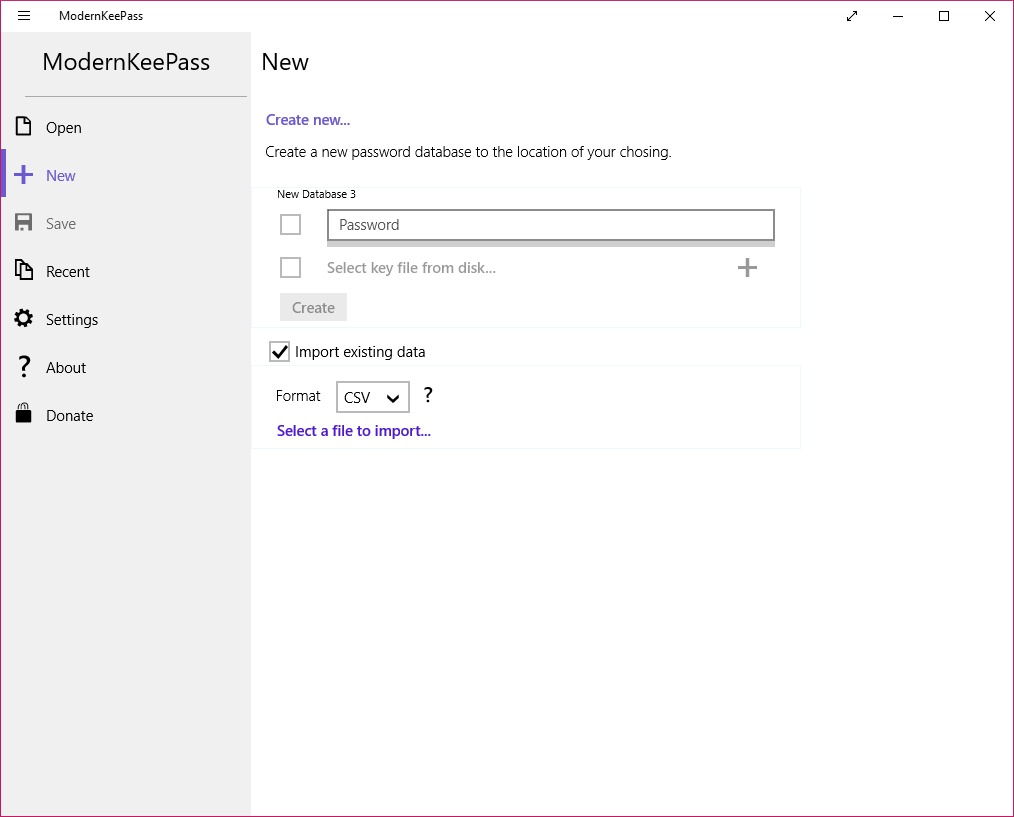 ModernKeePass
ModernKeePass
New
Open
New
Save
Recent
Settings
About
Donate
Create new...
Create a new password database to the location of your chosing.
New Database 3
Password
Select key file from disk...
Create
Import existing data
Format CSV ?
Select a file to import...